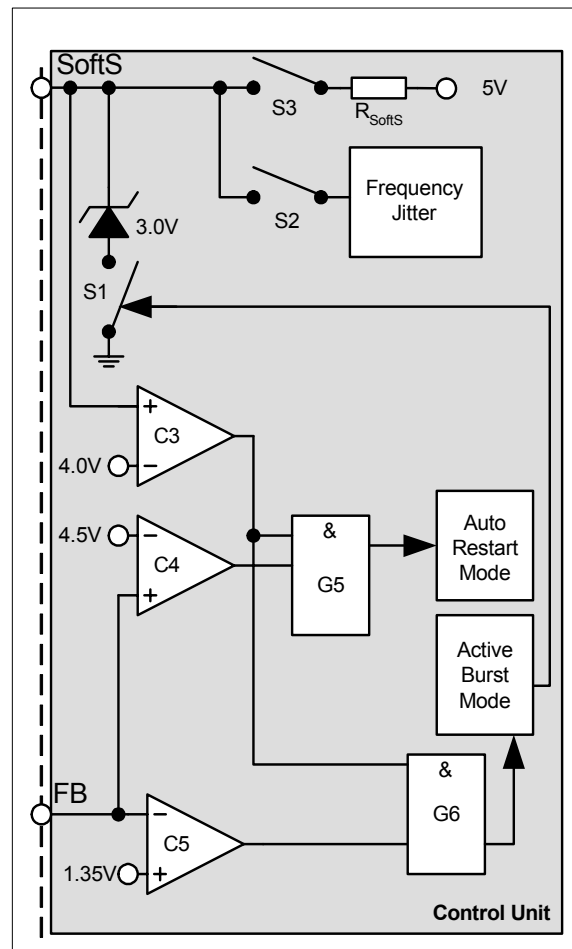 SoftS
5V
S3
R SoftS
S2
Frequency
Jitter
3.0V
S1
+
C3
4.0V
−
4.5V
−
C4
+
&
G5
Auto
Restart
Mode
Active
Burst
Mode
FB
−
C5
1.35V
+
&
G6
Control Unit